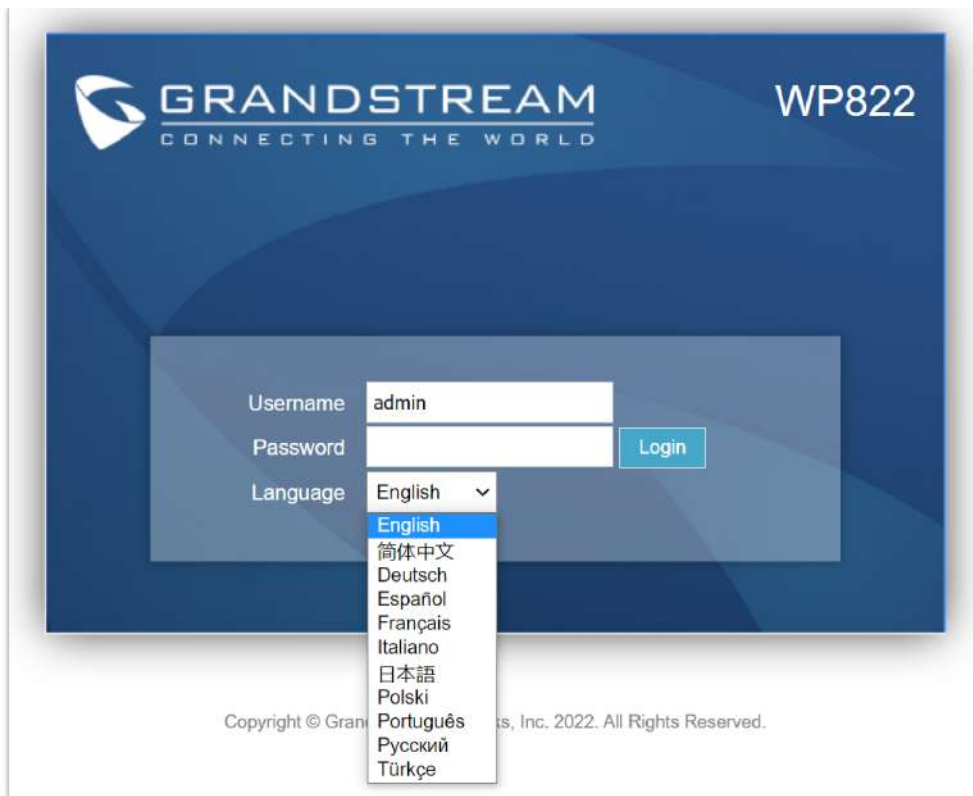 GRANDSTREAM
CONNECTING THE WORLD
WP822
Username admin
Password Login
Language English
English
简体中文
Deutsch
Español
Français
Italiano
日本語
Polski
Português
Русский
Türkçe
Copyright © Gran ks, Inc. 2022. All Rights Reserved.